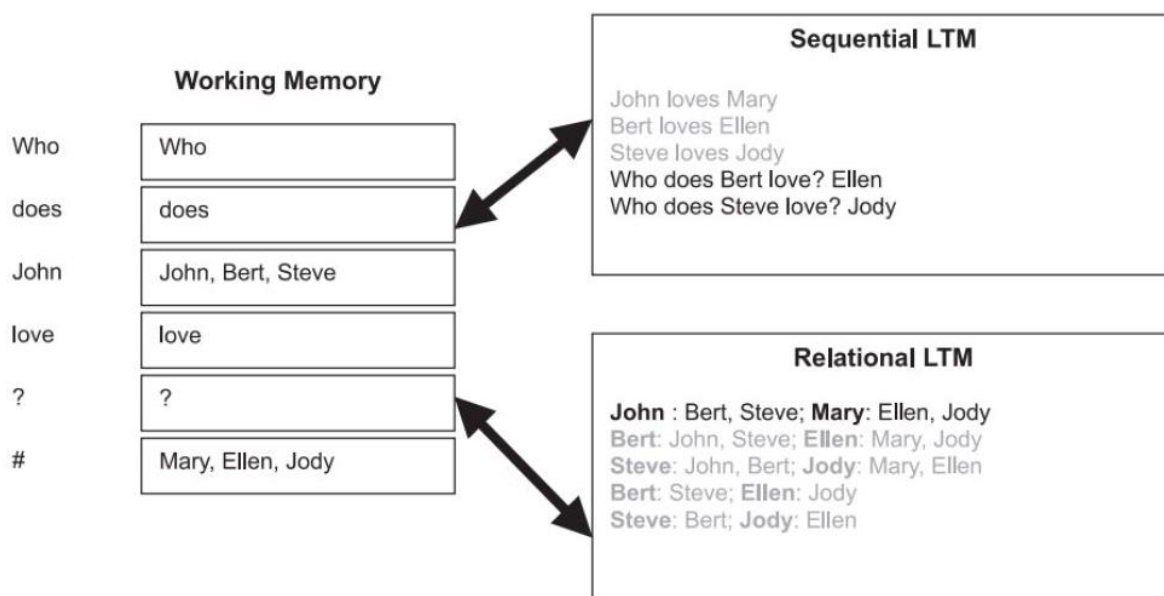 Working Memory
Who Who
does does
John John, Bert, Steve
love love
? ?
# Mary, Ellen, Jody
Sequential LTM
John loves Mary
Bert loves Ellen
Steve loves Jody
Who does Bert love? Ellen
Who does Steve love? Jody
Relational LTM
John : Bert, Steve; Mary: Ellen, Jody
Bert: John, Steve; Ellen: Mary, Jody
Steve: John, Bert; Jody: Mary, Ellen
Bert: Steve; Ellen: Jody
Steve: Bert; Jody: Ellen